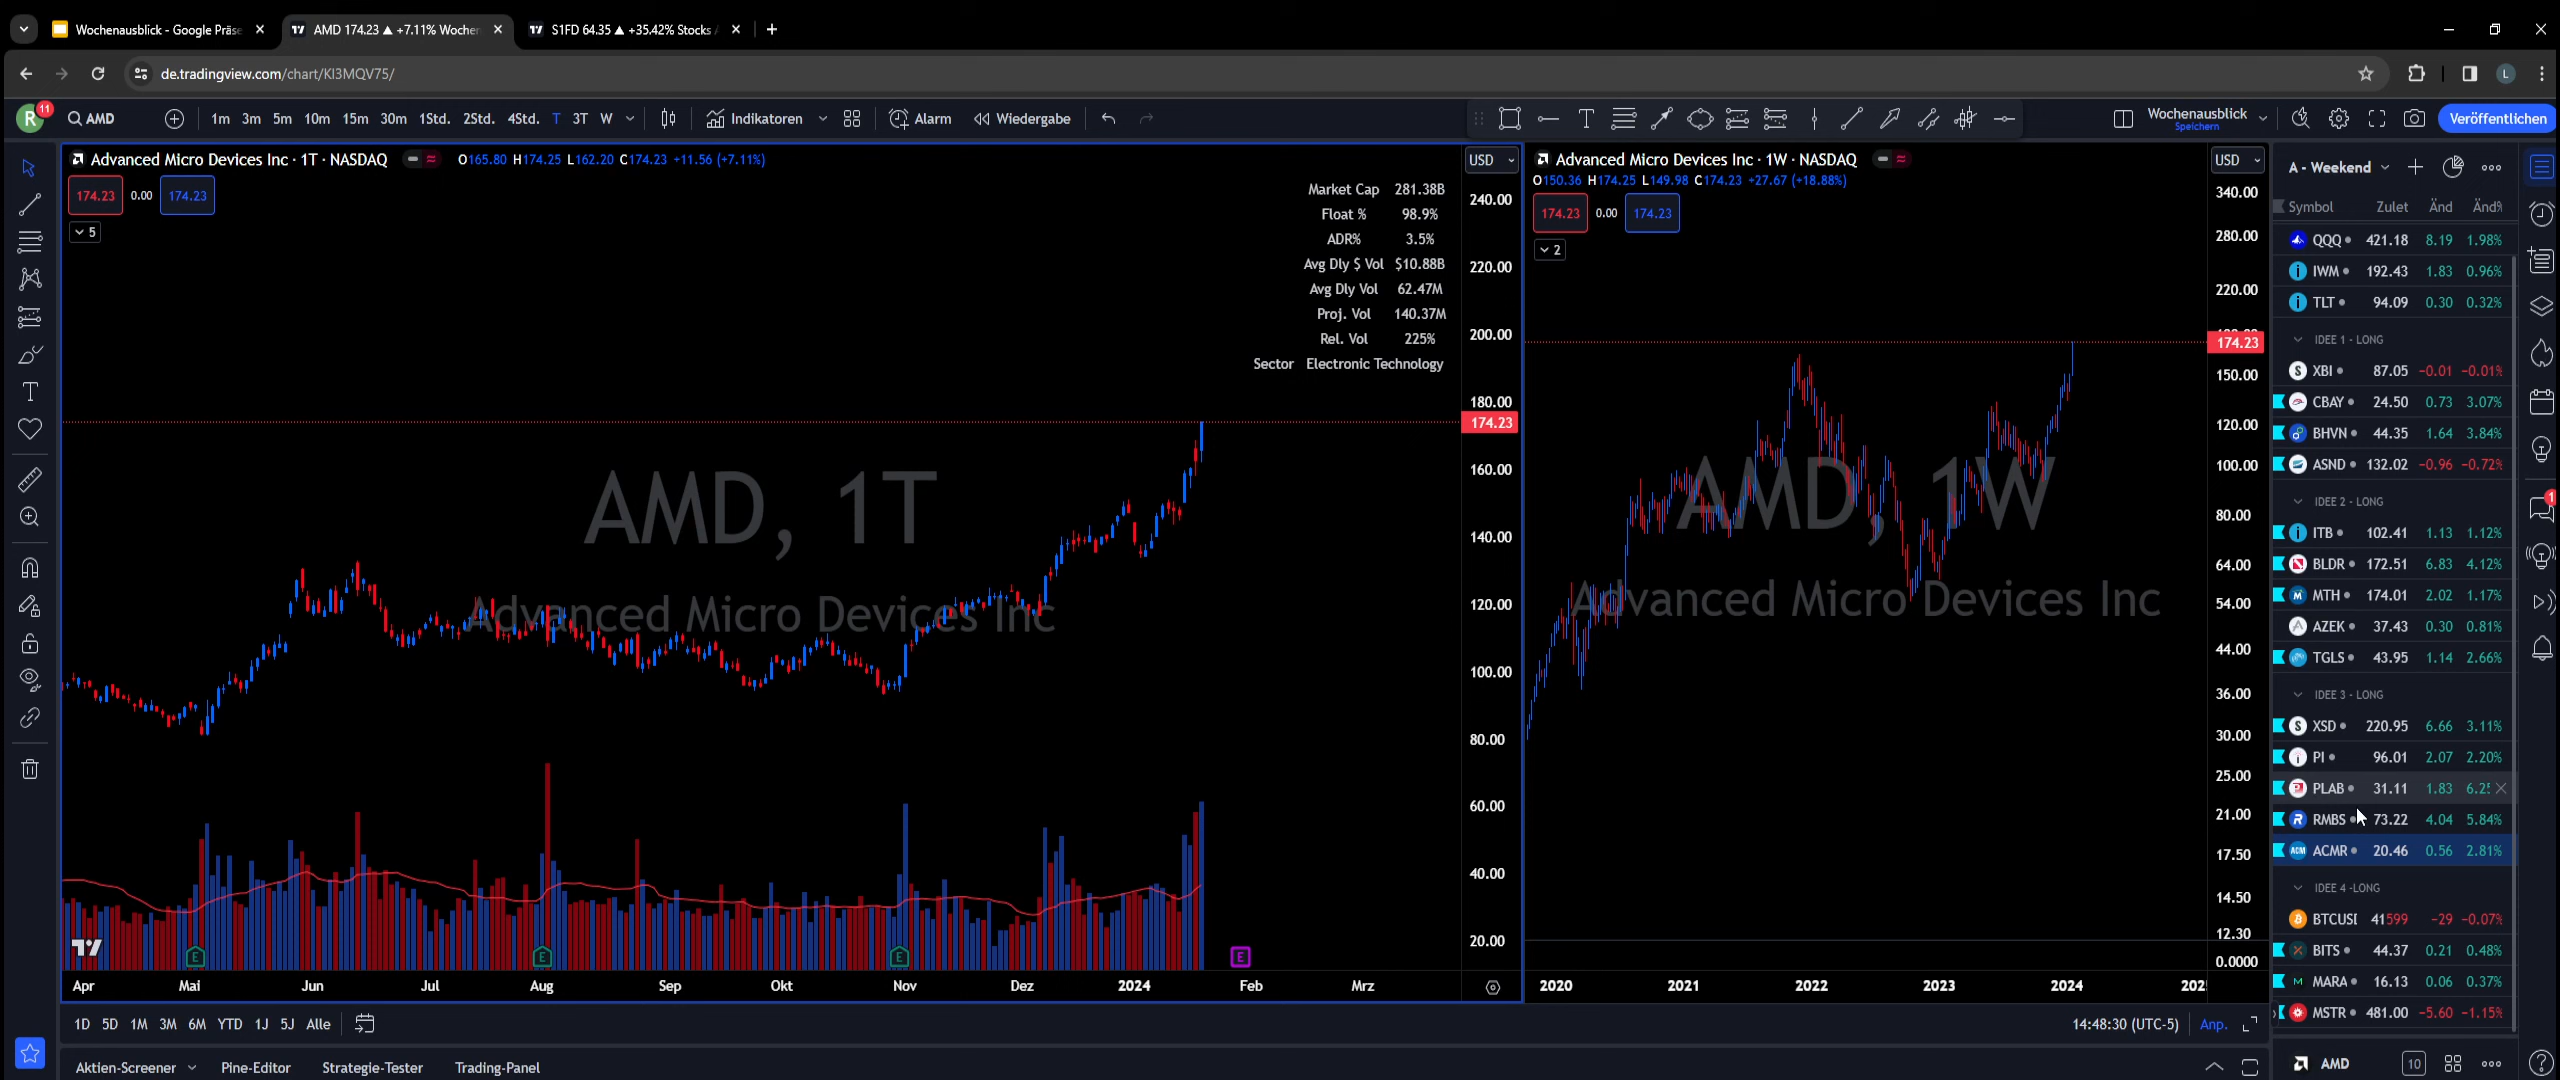 Wochenausblick - Google Präse
AMD 174.23 ▲ +7.11% Wochen
S1FD 64.35 ▲ +35.42% Stocks /
de.tradingview.com/chart/KI3MQV75/
L
R 11 AMD 1m 3m 5m 10m 15m 30m 1Std. 2Std. 4Std. T 3T W Indikatoren Alarm Wiedergabe
Wochenausblick
Speichern
Veröffentlichen
Advanced Micro Devices Inc · 1T · NASDAQ O165.80 H174.25 L162.20 C174.23 +11.56 (+7.11%)
174.23 0.00 174.23
5
Market Cap 281.38B
Float % 98.9%
ADR% 3.5%
Avg Dly $ Vol $10.88B
Avg Dly Vol 62.47M
Proj. Vol 140.37M
Rel. Vol 225%
Sector Electronic Technology
AMD, 1T
Advanced Micro Devices Inc
USD
240.00
220.00
200.00
180.00
174.23
160.00
140.00
120.00
100.00
80.00
60.00
40.00
20.00
E E E E
Apr Mai Jun Jul Aug Sep Okt Nov Dez 2024 Feb Mrz
Advanced Micro Devices Inc · 1W · NASDAQ
O150.36 H174.25 L149.98 C174.23 +27.67 (+18.88%)
174.23 0.00 174.23
2
AMD, 1W
Advanced Micro Devices Inc
USD
340.00
280.00
220.00
174.23
150.00
120.00
100.00
80.00
64.00
54.00
44.00
36.00
30.00
25.00
21.00
17.50
14.50
12.30
0.0000
2020 2021 2022 2023 2024 202
A - Weekend
Symbol Zulet Änd Änd%
QQQ 421.18 8.19 1.98%
IWM 192.43 1.83 0.96%
TLT 94.09 0.30 0.32%
IDEE 1 - LONG
XBI 87.05 -0.01 -0.01%
CBAY 24.50 0.73 3.07%
BHVN 44.35 1.64 3.84%
ASND 132.02 -0.96 -0.72%
IDEE 2 - LONG
ITB 102.41 1.13 1.12%
BLDR 172.51 6.83 4.12%
MTH 174.01 2.02 1.17%
AZEK 37.43 0.30 0.81%
TGLS 43.95 1.14 2.66%
IDEE 3 - LONG
XSD 220.95 6.66 3.11%
PI 96.01 2.07 2.20%
PLAB 31.11 1.83 6.25
RMBS 73.22 4.04 5.84%
ACM ACMR 20.46 0.56 2.81%
IDEE 4 -LONG
BTCUSI 41599 -29 -0.07%
BITS 44.37 0.21 0.48%
MARA 16.13 0.06 0.37%
MSTR 481.00 -5.60 -1.15%
AMD 10
1D 5D 1M 3M 6M YTD 1J 5J Alle
14:48:30 (UTC-5) Anp.
Aktien-Screener Pine-Editor Strategie-Tester Trading-Panel